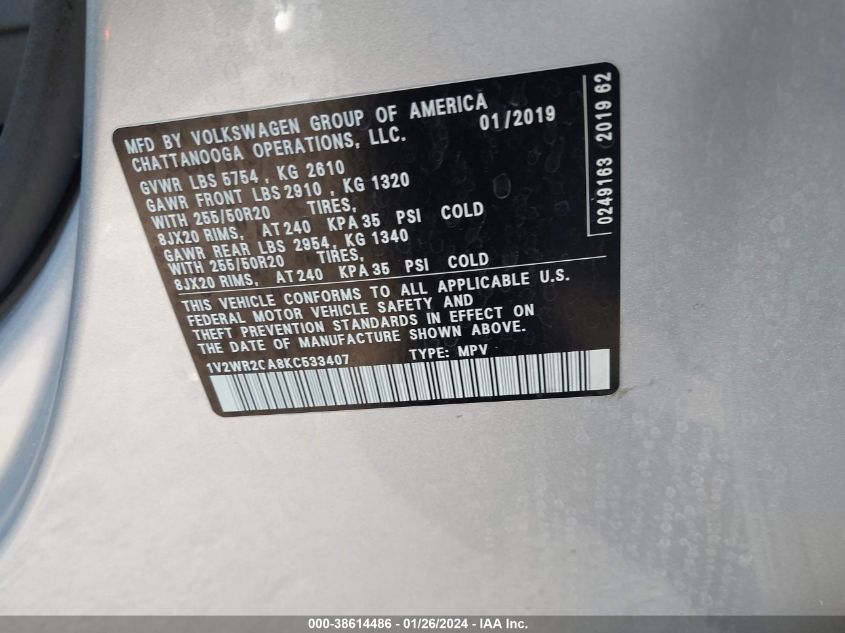 MFD BY VOLKSWAGEN GROUP OF AMERICA
CHATTANOOGA OPERATIONS, LLC. 01/2019
GVWR LBS 5754 , KG 2610
GAWR FRONT LBS 2910 , KG 1320
WITH 255/50R20 TIRES,
8JX20 RIMS, AT 240 KPA 35 PSI COLD
GAWR REAR LBS 2954, KG 1340
WITH 255/50R20 TIRES,
8JX20 RIMS, AT 240 KPA 35 PSI COLD
THIS VEHICLE CONFORMS TO ALL APPLICABLE U.S.
FEDERAL MOTOR VEHICLE SAFETY AND
THEFT PREVENTION STANDARDS IN EFFECT ON
THE DATE OF MANUFACTURE SHOWN ABOVE.
1V2WR2CA8KC533407 TYPE: MPV
0249163 2019 62
000-38614486 - 01/26/2024 - IAA Inc.